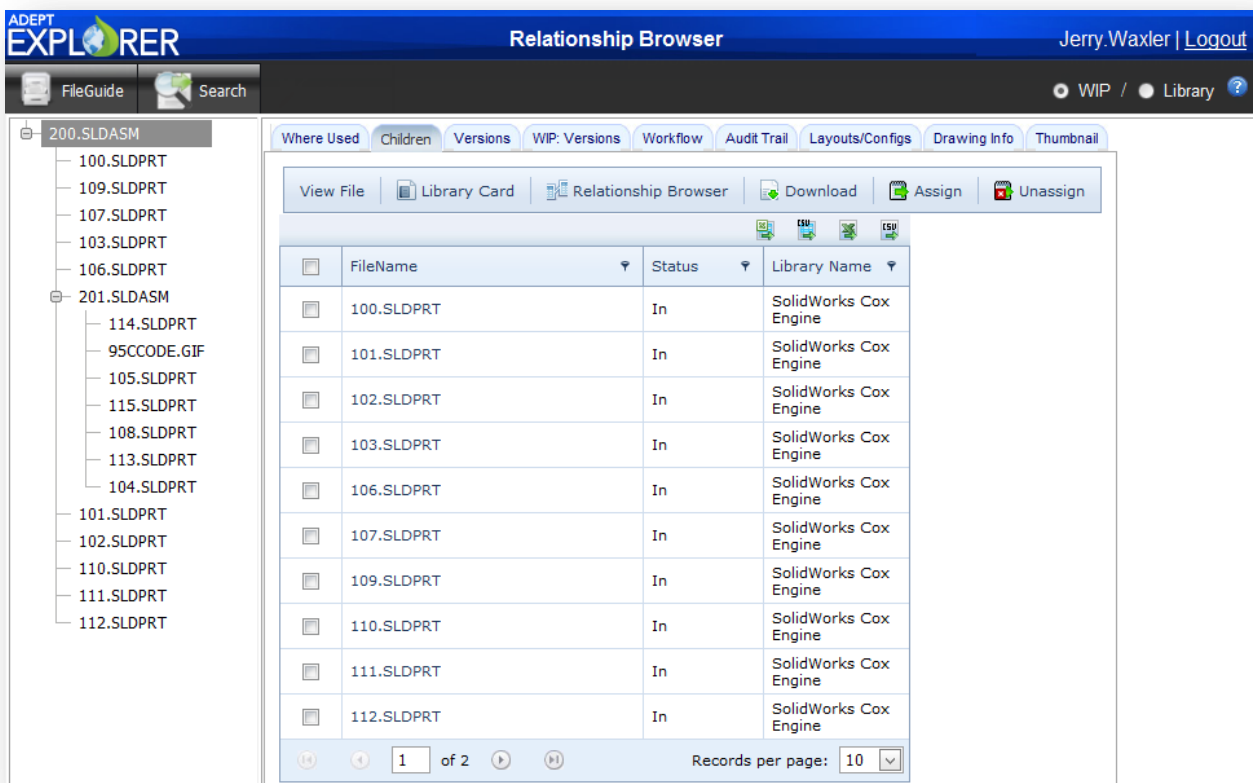 ADEPT
EXPLORER
Relationship Browser
Jerry.Waxler | Logout
FileGuide
Search
WIP / Library ?
200.SLDASM
100.SLDPRT
109.SLDPRT
107.SLDPRT
103.SLDPRT
106.SLDPRT
201.SLDASM
114.SLDPRT
95CCODE.GIF
105.SLDPRT
115.SLDPRT
108.SLDPRT
113.SLDPRT
104.SLDPRT
101.SLDPRT
102.SLDPRT
110.SLDPRT
111.SLDPRT
112.SLDPRT
Where Used Children Versions WIP: Versions Workflow Audit Trail Layouts/Configs Drawing Info Thumbnail
View File Library Card Relationship Browser Download Assign Unassign
CSV CSV
FileName Status Library Name
100.SLDPRT In SolidWorks Cox
Engine
101.SLDPRT In SolidWorks Cox
Engine
102.SLDPRT In SolidWorks Cox
Engine
103.SLDPRT In SolidWorks Cox
Engine
106.SLDPRT In SolidWorks Cox
Engine
107.SLDPRT In SolidWorks Cox
Engine
109.SLDPRT In SolidWorks Cox
Engine
110.SLDPRT In SolidWorks Cox
Engine
111.SLDPRT In SolidWorks Cox
Engine
112.SLDPRT In SolidWorks Cox
Engine
1 of 2 Records per page: 10